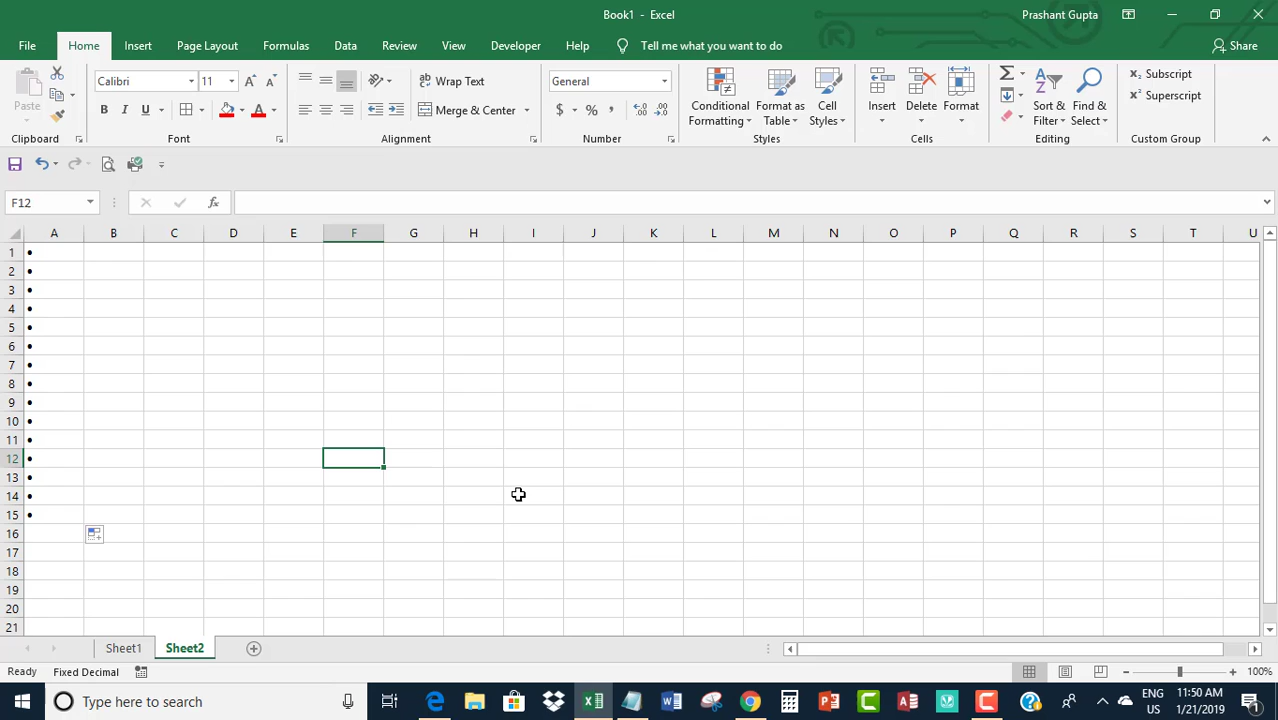 Book1 - Excel
Prashant Gupta
File Home Insert Page Layout Formulas Data Review View Developer Help Tell me what you want to do Share
Paste
Calibri 11
B I U
Wrap Text
Merge & Center
General
$ % ,
Conditional Formatting
Format as Table
Cell Styles
Insert
Delete
Format
Sort & Filter
Find & Select
Subscript
Superscript
Clipboard Font Alignment Number Styles Cells Editing Custom Group
F12 fx
A B C D E F G H I J K L M N O P Q R S T U
1 •
2 •
3 •
4 •
5 •
6 •
7 •
8 •
9 •
10 •
11 •
12 •
13 •
14 •
15 •
16
17
18
19
20
21
Sheet1 Sheet2
Ready Fixed Decimal 100%
Type here to search
ENG
US
11:50 AM
1/21/2019
1